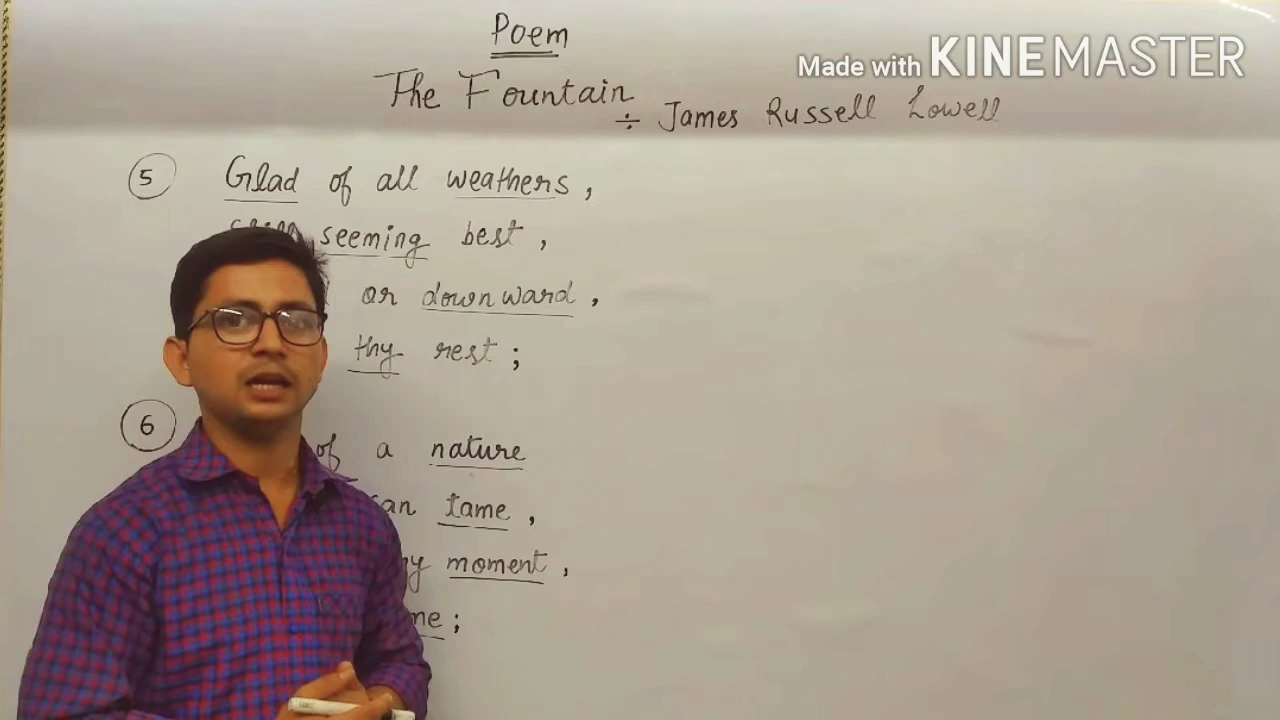 Poem
Made with KINEMASTER
The Fountain
÷ James Russell Lowell
5 Glad of all weathers,
seeming best,
or downward,
thy rest;
6 of a nature
can tame,
moment,